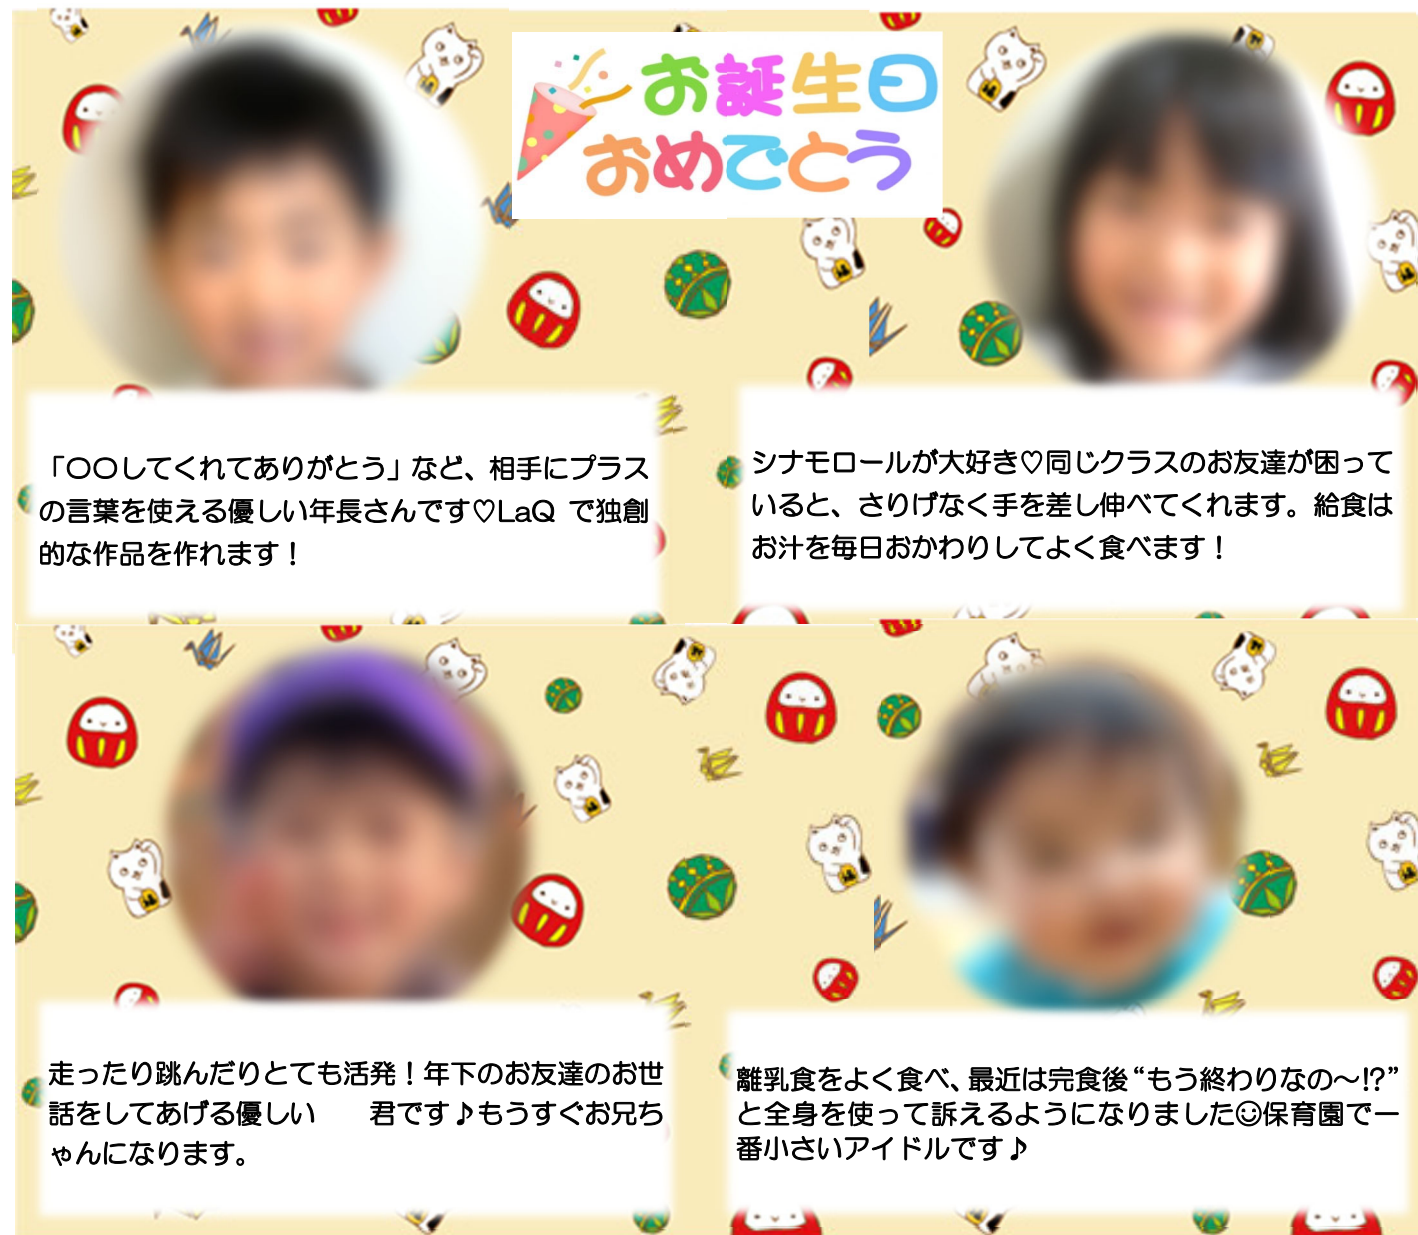 お誕生日
おめでとう
「〇〇してくれてありがとう」など、相手にプラス
の言葉を使える優しい年長さんです♡LaQ で独創
的な作品を作れます！
シナモロールが大好き♡同じクラスのお友達が困って
いると、さりげなく手を差し伸べてくれます。給食は
お汁を毎日おかわりしてよく食べます！
走ったり跳んだりとても活発！年下のお友達のお世
話をしてあげる優しい　　君です♪もうすぐお兄ち
ゃんになります。
離乳食をよく食べ、最近は完食後“もう終わりなの～⁉”
と全身を使って訴えるようになりました☺保育園で一
番小さいアイドルです♪